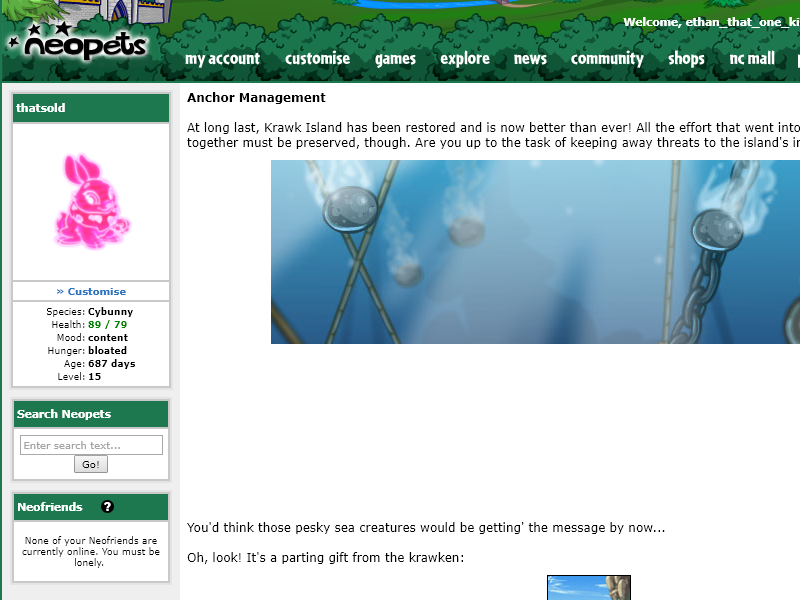 Welcome, ethan_that_one_ki
neopets
my account customise games explore news community shops nc mall
thatsold
» Customise
Species: Cybunny
Health: 89 / 79
Mood: content
Hunger: bloated
Age: 687 days
Level: 15
Search Neopets
Enter search text...
Go!
Neofriends ?
None of your Neofriends are
currently online. You must be
lonely.
Anchor Management
At long last, Krawk Island has been restored and is now better than ever! All the effort that went into
together must be preserved, though. Are you up to the task of keeping away threats to the island's
You'd think those pesky sea creatures would be getting' the message by now...
Oh, look! It's a parting gift from the krawken: